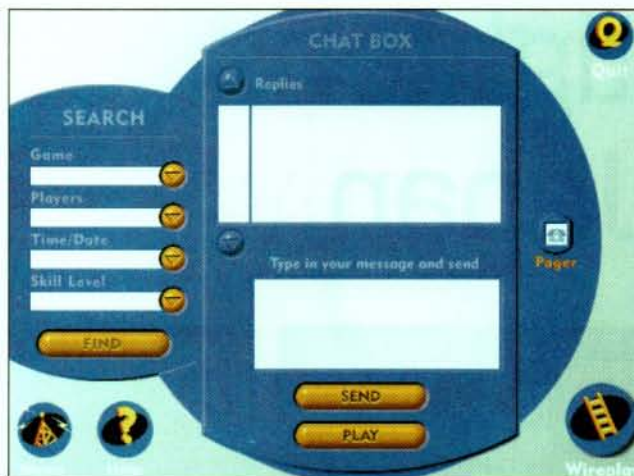 CHAT BOX
Q
Quit
Replies
SEARCH
Game
Players
Time/Date
Skill Level
FIND
Type in your message and send
Pager
SEND
PLAY
?
Wireplay